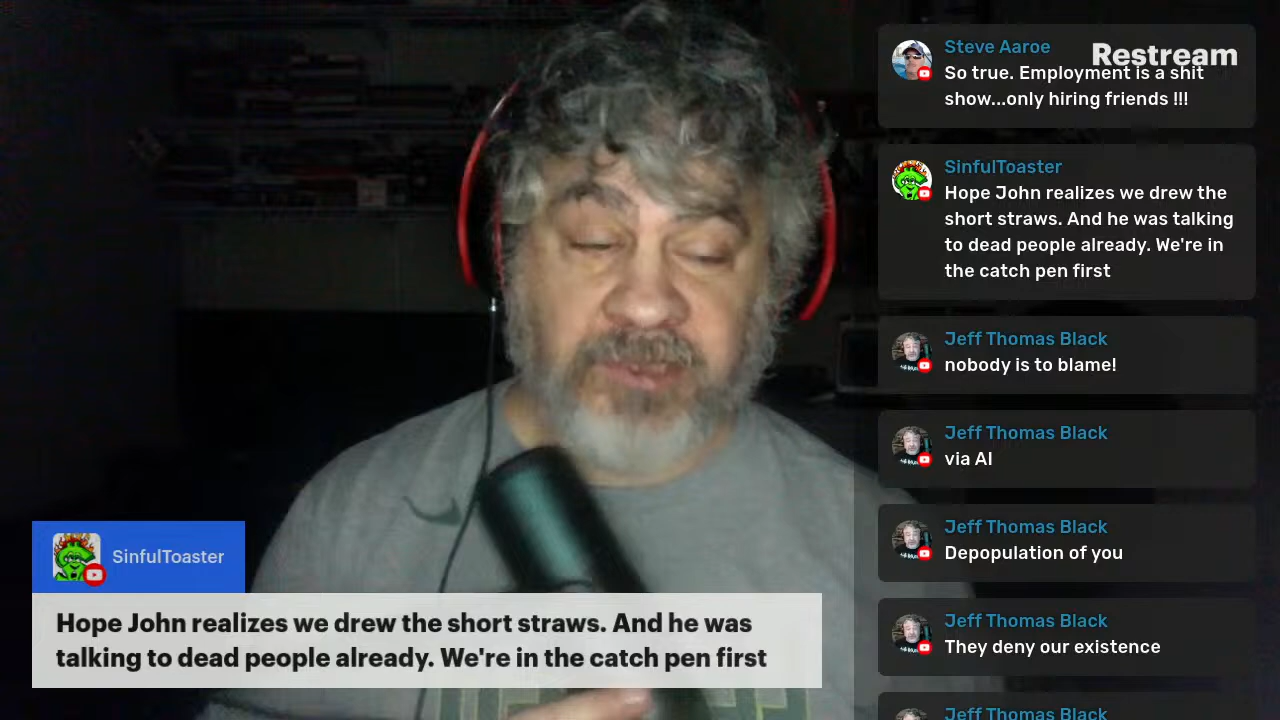 Steve Aaroe
Restream
So true. Employment is a shit
show...only hiring friends !!!
SinfulToaster
Hope John realizes we drew the
short straws. And he was talking
to dead people already. We're in
the catch pen first
Jeff Thomas Black
nobody is to blame!
Jeff Thomas Black
via AI
Jeff Thomas Black
Depopulation of you
Jeff Thomas Black
They deny our existence
Jeff Thomas Black
SinfulToaster
Hope John realizes we drew the short straws. And he was
talking to dead people already. We're in the catch pen first